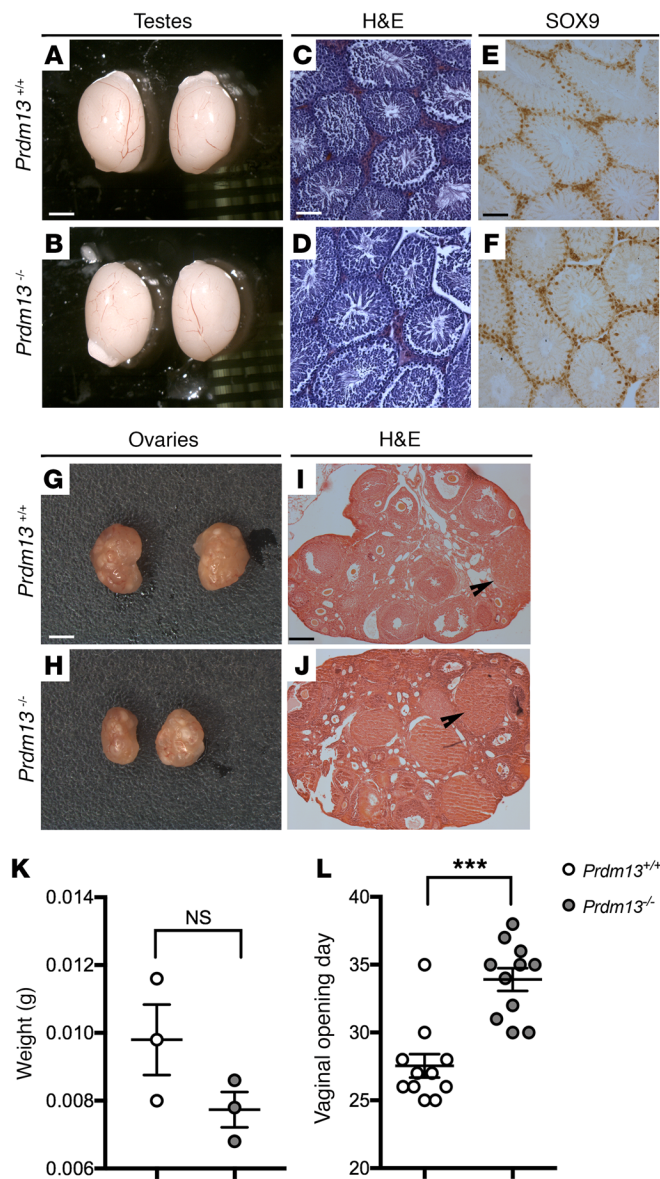 Testes H&E SOX9
A C E
Prdm13 +/+
B D F
Prdm13 -/-
Ovaries H&E
G I
Prdm13 +/+
H J
Prdm13 -/-
K L
0.014
0.012
0.010
0.008
0.006
Weight (g)
NS
40
35
30
25
20
Vaginal opening day
***
Prdm13+/+
Prdm13-/-